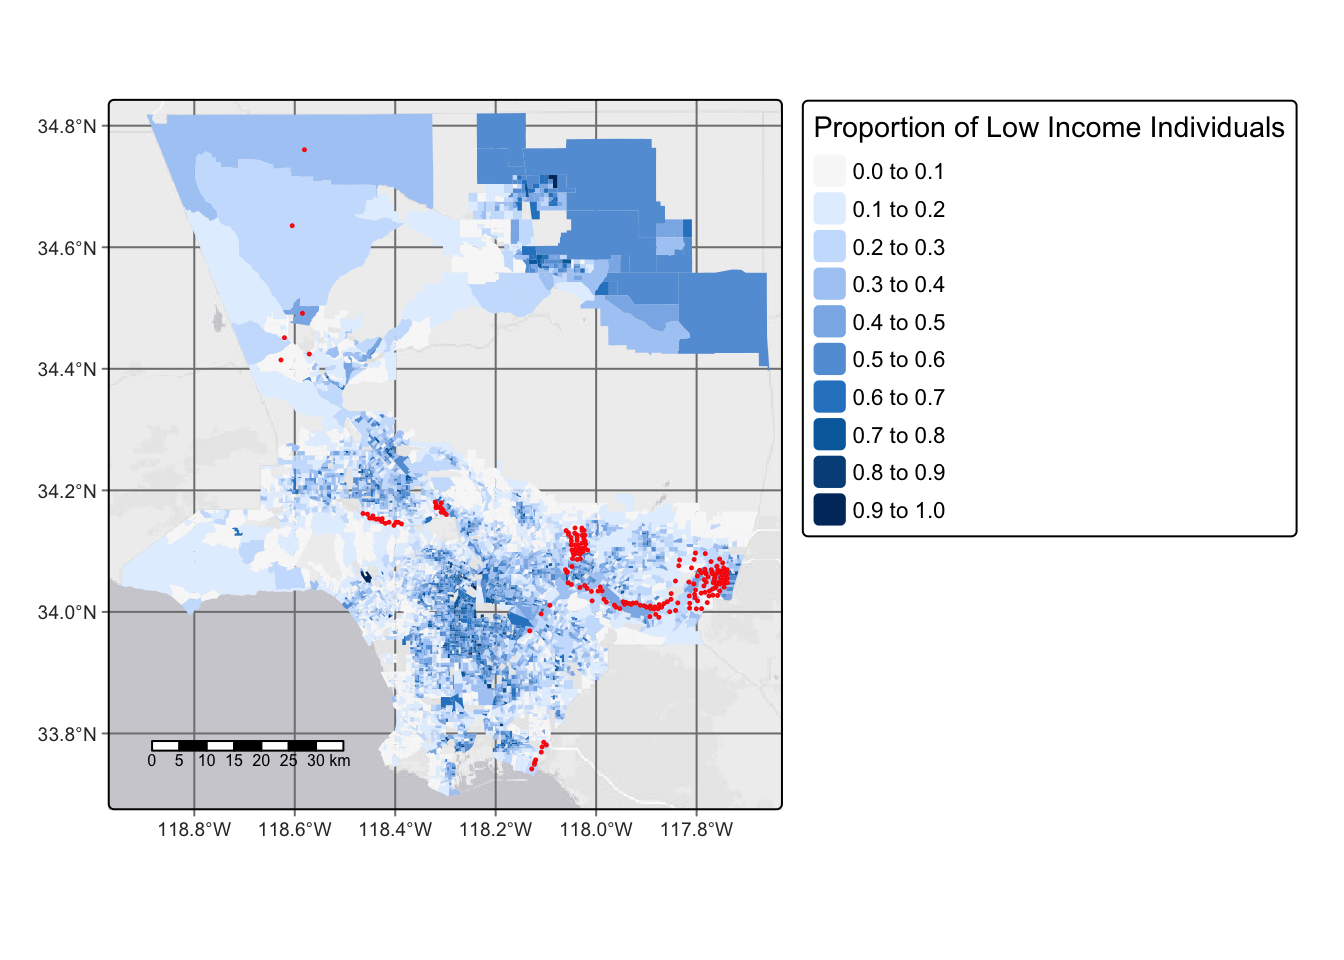 Proportion of Low Income Individuals
0.0 to 0.1
0.1 to 0.2
0.2 to 0.3
0.3 to 0.4
0.4 to 0.5
0.5 to 0.6
0.6 to 0.7
0.7 to 0.8
0.8 to 0.9
0.9 to 1.0
34.8°N
34.6°N
34.4°N
34.2°N
34.0°N
33.8°N
0 5 10 15 20 25 30 km
118.8°W 118.6°W 118.4°W 118.2°W 118.0°W 117.8°W